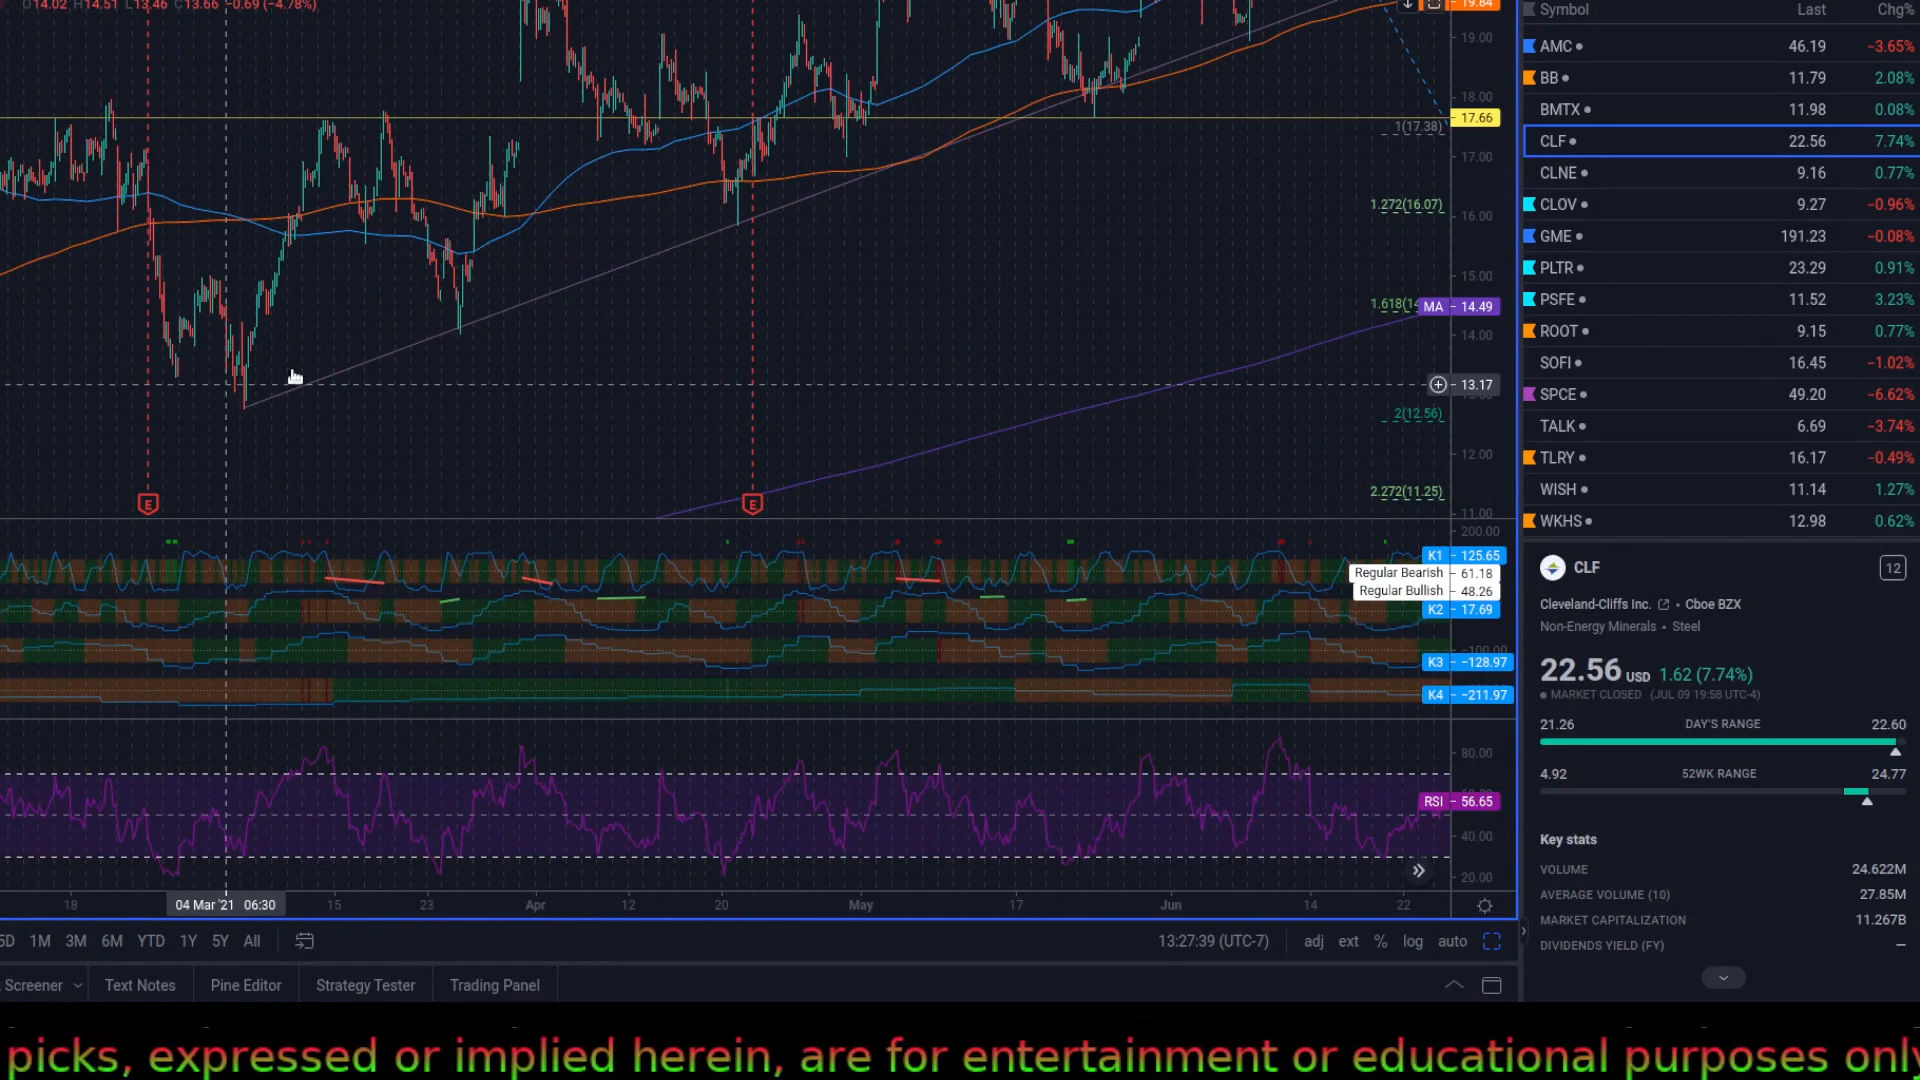 O14.02 H14.51 L13.46 C13.66 −0.69 (−4.78%)
19.84
19.00
18.00
17.66
1(17.38)
17.00
1.272(16.07)
16.00
15.00
1.618(14
MA 14.49
14.00
13.17
2(12.56)
12.00
2.272(11.25)
11.00
E
E
200.00
K1 125.65
Regular Bearish 61.18
Regular Bullish 48.26
K2 17.69
−100.00
K3 −128.97
K4 −211.97
80.00
RSI 56.65
40.00
20.00
18 04 Mar '21 06:30 15 23 Apr 12 20 May 17 Jun 14 22
5D 1M 3M 6M YTD 1Y 5Y All
13:27:39 (UTC-7) adj ext % log auto
Screener Text Notes Pine Editor Strategy Tester Trading Panel
Symbol Last Chg%
AMC 46.19 −3.65%
BB 11.79 2.08%
BMTX 11.98 0.08%
CLF 22.56 7.74%
CLNE 9.16 0.77%
CLOV 9.27 −0.96%
GME 191.23 −0.08%
PLTR 23.29 0.91%
PSFE 11.52 3.23%
ROOT 9.15 0.77%
SOFI 16.45 −1.02%
SPCE 49.20 −6.62%
TALK 6.69 −3.74%
TLRY 16.17 −0.49%
WISH 11.14 1.27%
WKHS 12.98 0.62%
CLF 12
Cleveland-Cliffs Inc. • Cboe BZX
Non-Energy Minerals • Steel
22.56 USD 1.62 (7.74%)
MARKET CLOSED (JUL 09 19:58 UTC-4)
21.26 DAY'S RANGE 22.60
4.92 52WK RANGE 24.77
Key stats
VOLUME 24.622M
AVERAGE VOLUME (10) 27.85M
MARKET CAPITALIZATION 11.267B
DIVIDENDS YIELD (FY) —
picks, expressed or implied herein, are for entertainment or educational purposes only